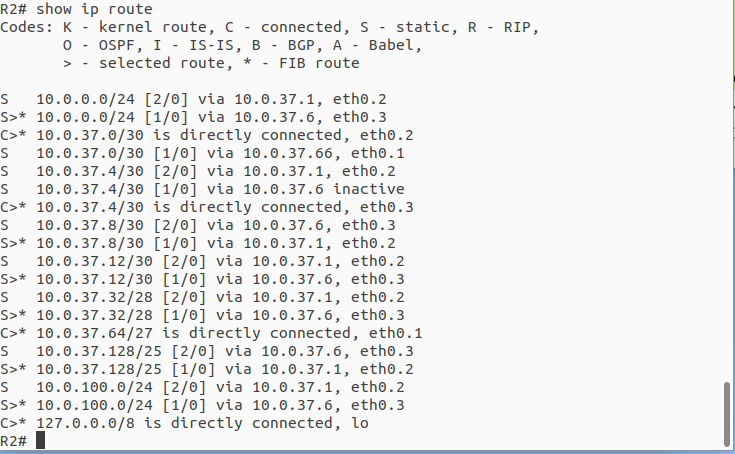 R2# show ip route
Codes: K - kernel route, C - connected, S - static, R - RIP,
       O - OSPF, I - IS-IS, B - BGP, A - Babel,
       > - selected route, * - FIB route

S   10.0.0.0/24 [2/0] via 10.0.37.1, eth0.2
S>* 10.0.0.0/24 [1/0] via 10.0.37.6, eth0.3
C>* 10.0.37.0/30 is directly connected, eth0.2
S   10.0.37.0/30 [1/0] via 10.0.37.66, eth0.1
S   10.0.37.4/30 [2/0] via 10.0.37.1, eth0.2
S   10.0.37.4/30 [1/0] via 10.0.37.6 inactive
C>* 10.0.37.4/30 is directly connected, eth0.3
S   10.0.37.8/30 [2/0] via 10.0.37.6, eth0.3
S>* 10.0.37.8/30 [1/0] via 10.0.37.1, eth0.2
S   10.0.37.12/30 [2/0] via 10.0.37.1, eth0.2
S>* 10.0.37.12/30 [1/0] via 10.0.37.6, eth0.3
S   10.0.37.32/28 [2/0] via 10.0.37.1, eth0.2
S>* 10.0.37.32/28 [1/0] via 10.0.37.6, eth0.3
C>* 10.0.37.64/27 is directly connected, eth0.1
S   10.0.37.128/25 [2/0] via 10.0.37.6, eth0.3
S>* 10.0.37.128/25 [1/0] via 10.0.37.1, eth0.2
S   10.0.100.0/24 [2/0] via 10.0.37.1, eth0.2
S>* 10.0.100.0/24 [1/0] via 10.0.37.6, eth0.3
C>* 127.0.0.0/8 is directly connected, lo
R2#